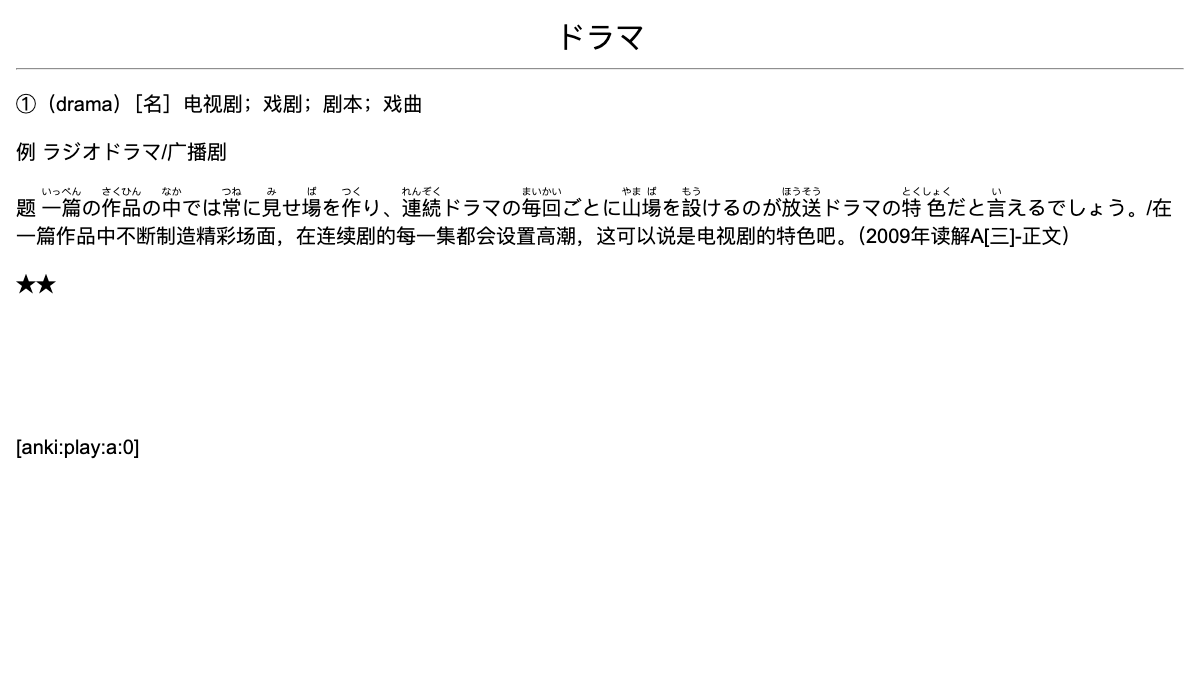 ドラマ
①（drama）［名］电视剧；戏剧；剧本；戏曲
例 ラジオドラマ/广播剧
いっぺん さくひん なか つね み ば つく れんぞく まいかい やま ば もう ほうそう とくしょく い
题 一篇の作品の中では常に見せ場を作り、連続ドラマの毎回ごとに山場を設けるのが放送ドラマの特色だと言えるでしょう。/在
一篇作品中不断制造精彩场面，在连续剧的每一集都会设置高潮，这可以说是电视剧的特色吧。（2009年读解A[三]-正文）
★★
[anki:play:a:0]